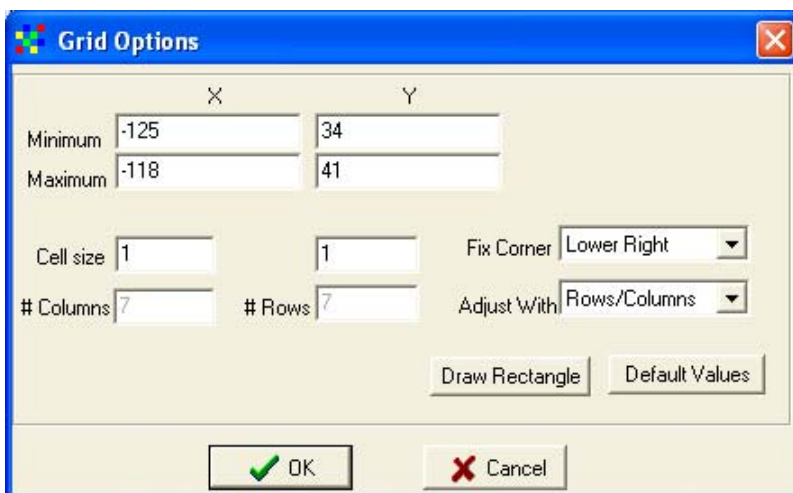 Grid Options
X Y
Minimum -125 34
Maximum -118 41
Cell size 1 1 Fix Corner Lower Right
# Columns 7 # Rows 7 Adjust With Rows/Columns
Draw Rectangle Default Values
OK Cancel